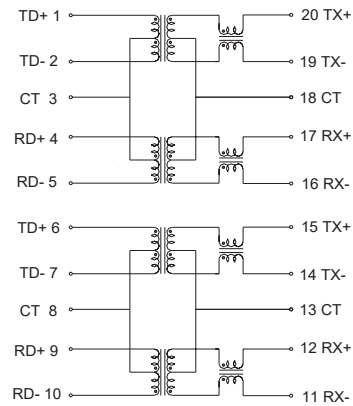 TD+ 1 20 TX+
TD- 2 19 TX-
CT 3 18 CT
RD+ 4 17 RX+
RD- 5 16 RX-
TD+ 6 15 TX+
TD- 7 14 TX-
CT 8 13 CT
RD+ 9 12 RX+
RD- 10 11 RX-